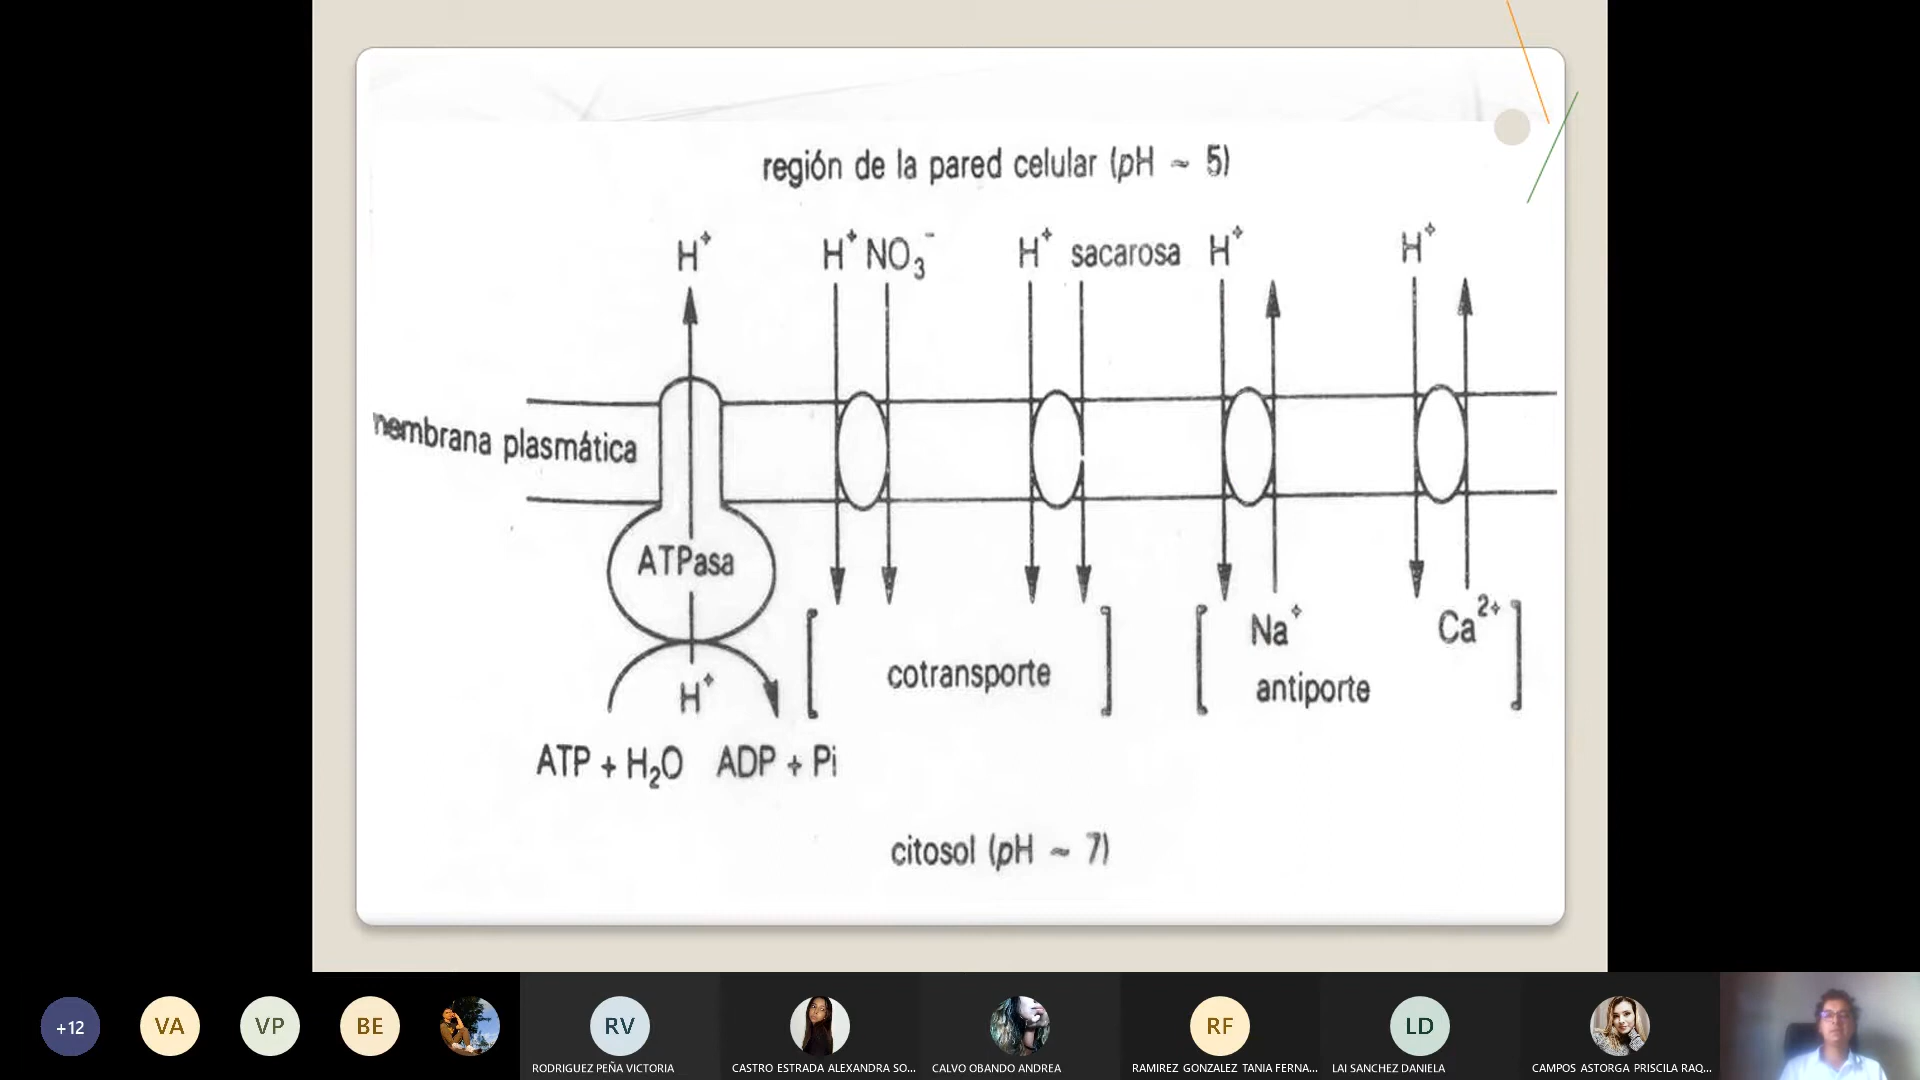 región de la pared celular (pH ~ 5)
H⁺ H⁺ NO₃⁻ H⁺ sacarosa H⁺ H⁺
membrana plasmática
ATPasa
H⁺
cotransporte
Na⁺ Ca²⁺
antiporte
ATP + H₂O ADP + Pi
citosol (pH ~ 7)
+12
VA
VP
BE
RV
RODRIGUEZ PEÑA VICTORIA
CASTRO ESTRADA ALEXANDRA SO...
CALVO OBANDO ANDREA
RF
RAMIREZ GONZALEZ TANIA FERNA...
LD
LAI SANCHEZ DANIELA
CAMPOS ASTORGA PRISCILA RAQ...